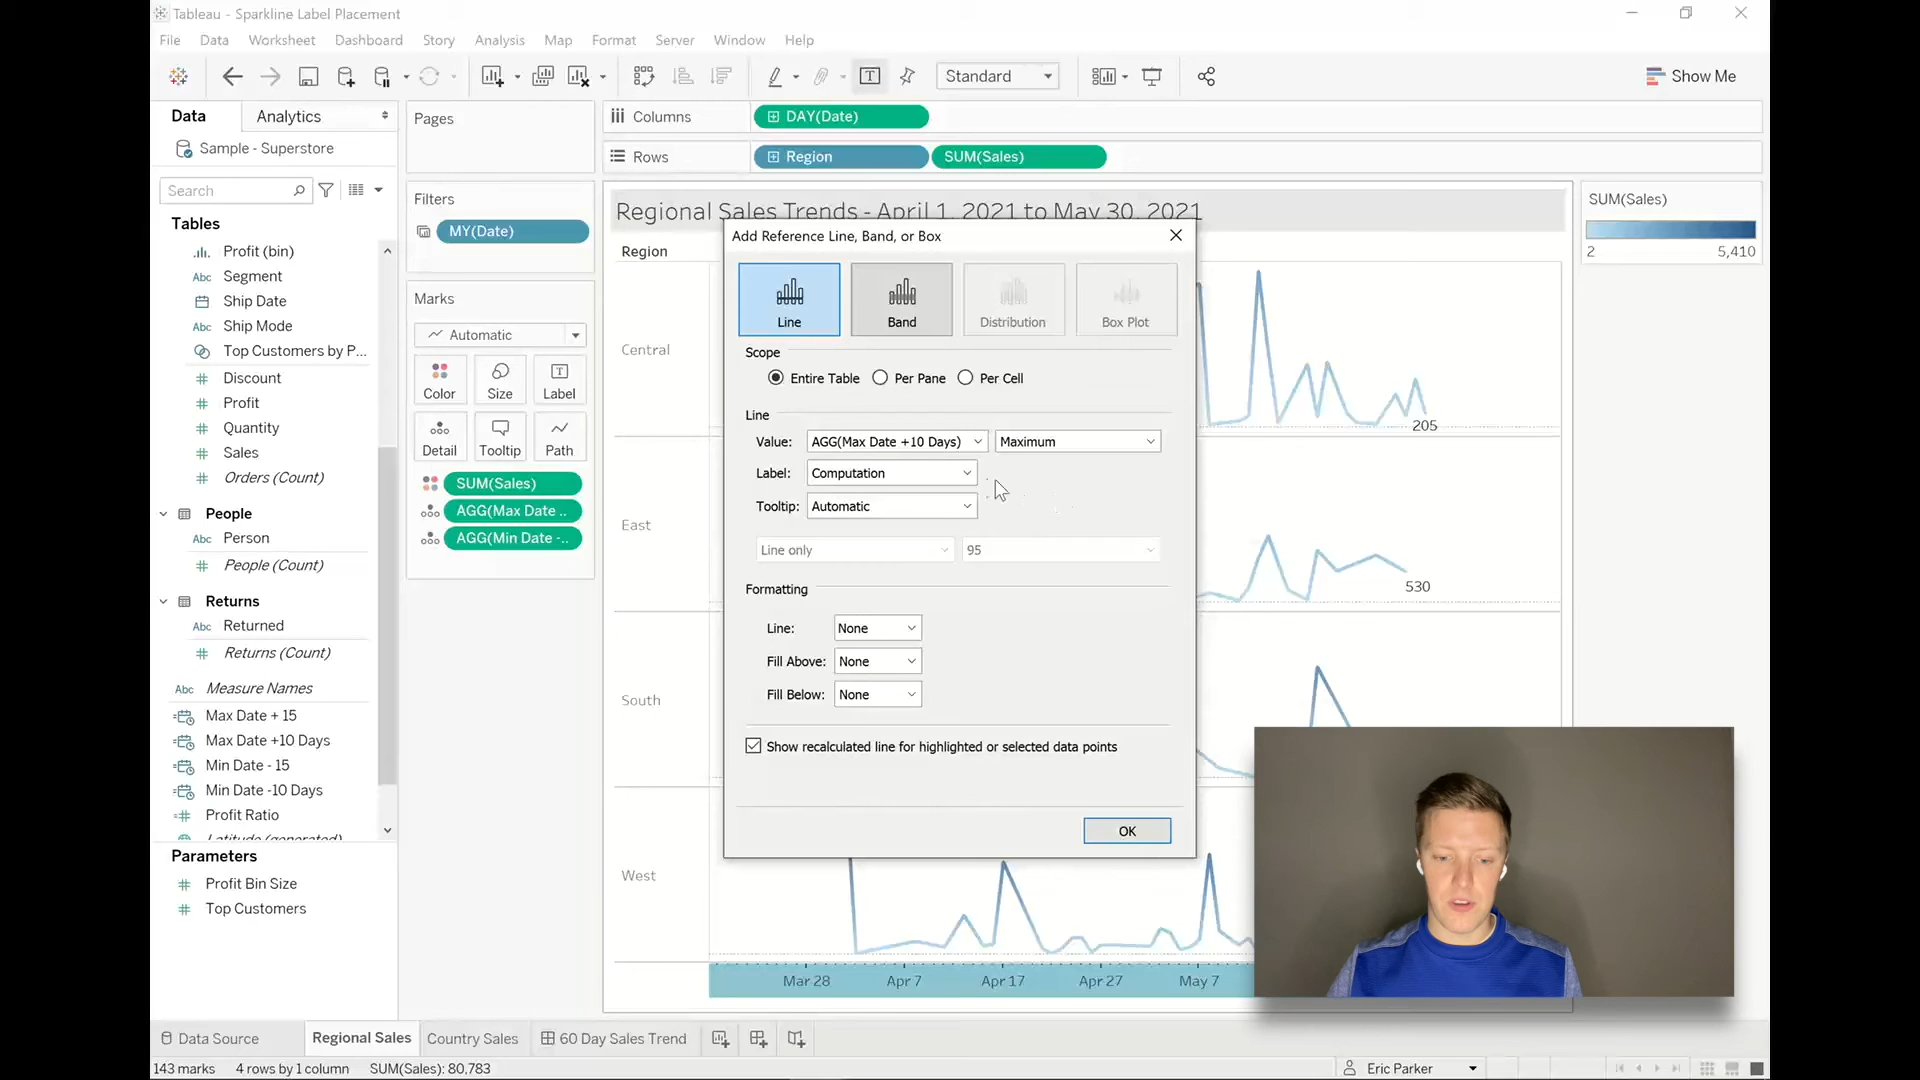 Tableau - Sparkline Label Placement
File Data Worksheet Dashboard Story Analysis Map Format Server Window Help
Standard
Show Me
Data
Analytics
Sample - Superstore
Search
Tables
Profit (bin)
Abc Segment
Ship Date
Abc Ship Mode
Top Customers by P...
Discount
Profit
Quantity
Sales
Orders (Count)
People
Abc Person
People (Count)
Returns
Abc Returned
Returns (Count)
Abc Measure Names
Max Date + 15
Max Date +10 Days
Min Date - 15
Min Date -10 Days
Profit Ratio
Latitude (generated)
Parameters
Profit Bin Size
Top Customers
Pages
Filters
MY(Date)
Marks
Automatic
Color Size Label
Detail Tooltip Path
SUM(Sales)
AGG(Max Date ..
AGG(Min Date -..
Columns DAY(Date)
Rows Region SUM(Sales)
Regional Sales Trends - April 1, 2021 to May 30, 2021
Region
Central
East
South
West
205
530
Mar 28 Apr 7 Apr 17 Apr 27 May 7
SUM(Sales)
2 5,410
Add Reference Line, Band, or Box
Line Band Distribution Box Plot
Scope
Entire Table Per Pane Per Cell
Line
Value: AGG(Max Date +10 Days) Maximum
Label: Computation
Tooltip: Automatic
Line only 95
Formatting
Line: None
Fill Above: None
Fill Below: None
Show recalculated line for highlighted or selected data points
OK
Data Source Regional Sales Country Sales 60 Day Sales Trend
143 marks 4 rows by 1 column SUM(Sales): 80,783
Eric Parker